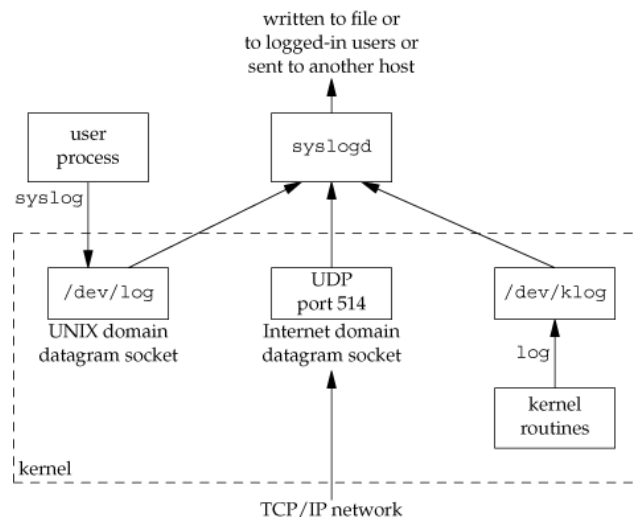 written to file or
to logged-in users or
sent to another host
user
process
syslogd
syslog
/dev/log
UDP
port 514
/dev/klog
UNIX domain
datagram socket
Internet domain
datagram socket
log
kernel
routines
kernel
TCP/IP network